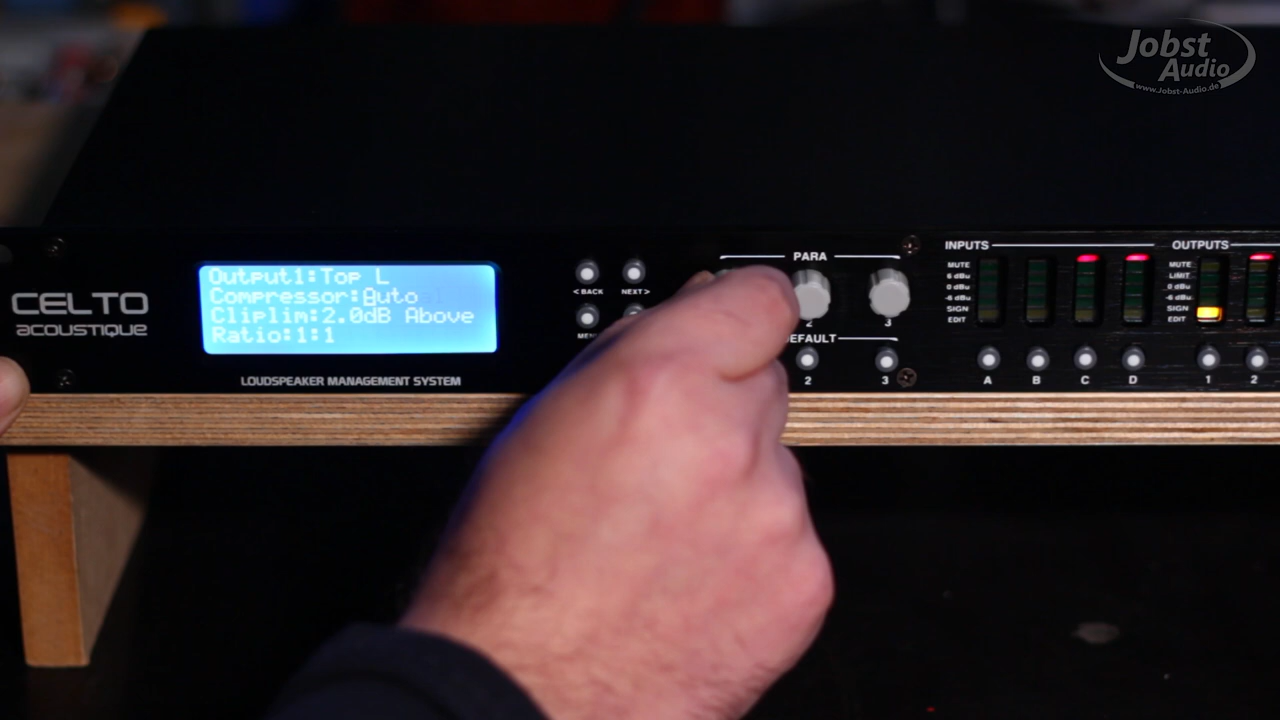 Jobst
Audio
www.Jobst-Audio.de
CELTO
acoustique
Output1:Top L
Compressor:Auto
Cliplim:2.0dB Above
Ratio:1:1
LOUDSPEAKER MANAGEMENT SYSTEM
< BACK
NEXT >
PARA
2
3
2
3
INPUTS
MUTE
6 dBu
0 dBu
-6 dBu
SIGN
EDIT
A
B
C
D
OUTPUTS
MUTE
LIMIT
0 dBu
-6 dBu
SIGN
EDIT
1
2